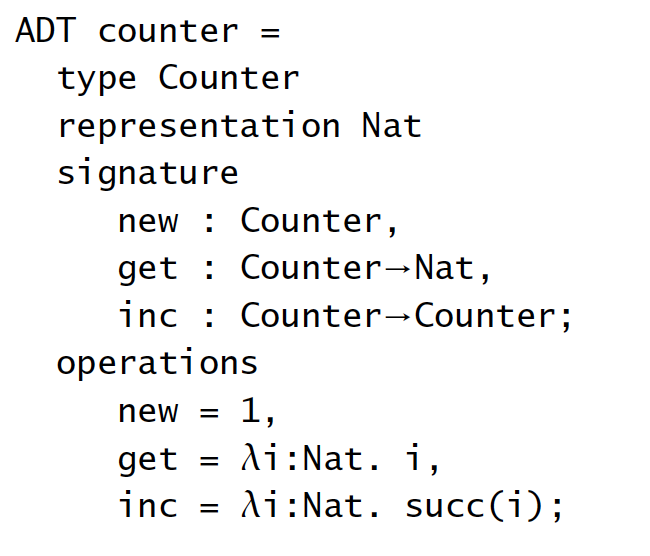 ADT counter =
type Counter
representation Nat
signature
new : Counter,
get : Counter→Nat,
inc : Counter→Counter;
operations
new = 1,
get = λi:Nat. i,
inc = λi:Nat. succ(i);